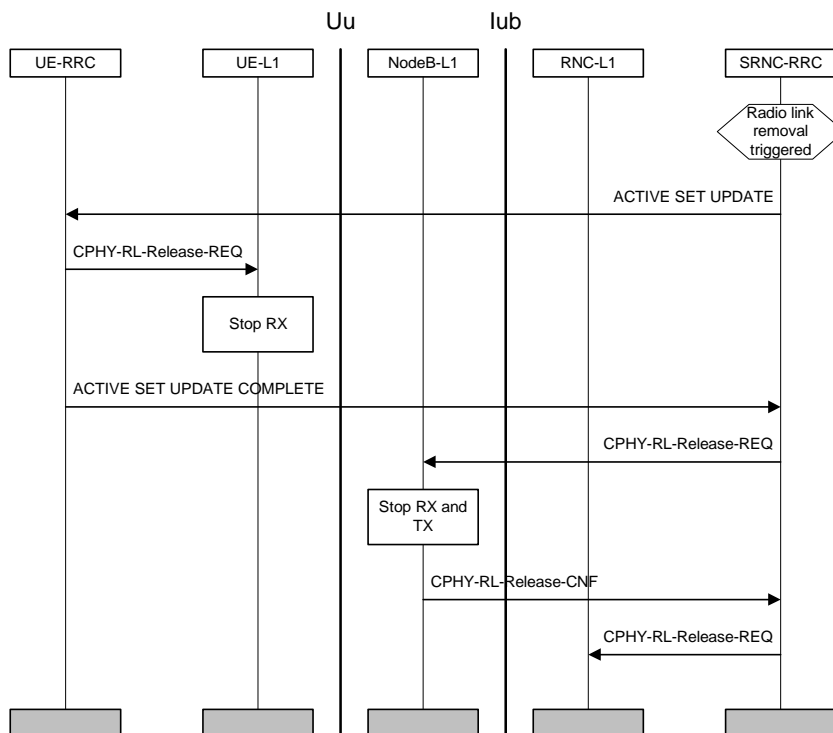 Uu
Iub
UE-RRC
UE-L1
NodeB-L1
RNC-L1
SRNC-RRC
Radio link
removal
triggered
ACTIVE SET UPDATE
CPHY-RL-Release-REQ
Stop RX
ACTIVE SET UPDATE COMPLETE
CPHY-RL-Release-REQ
Stop RX and
TX
CPHY-RL-Release-CNF
CPHY-RL-Release-REQ